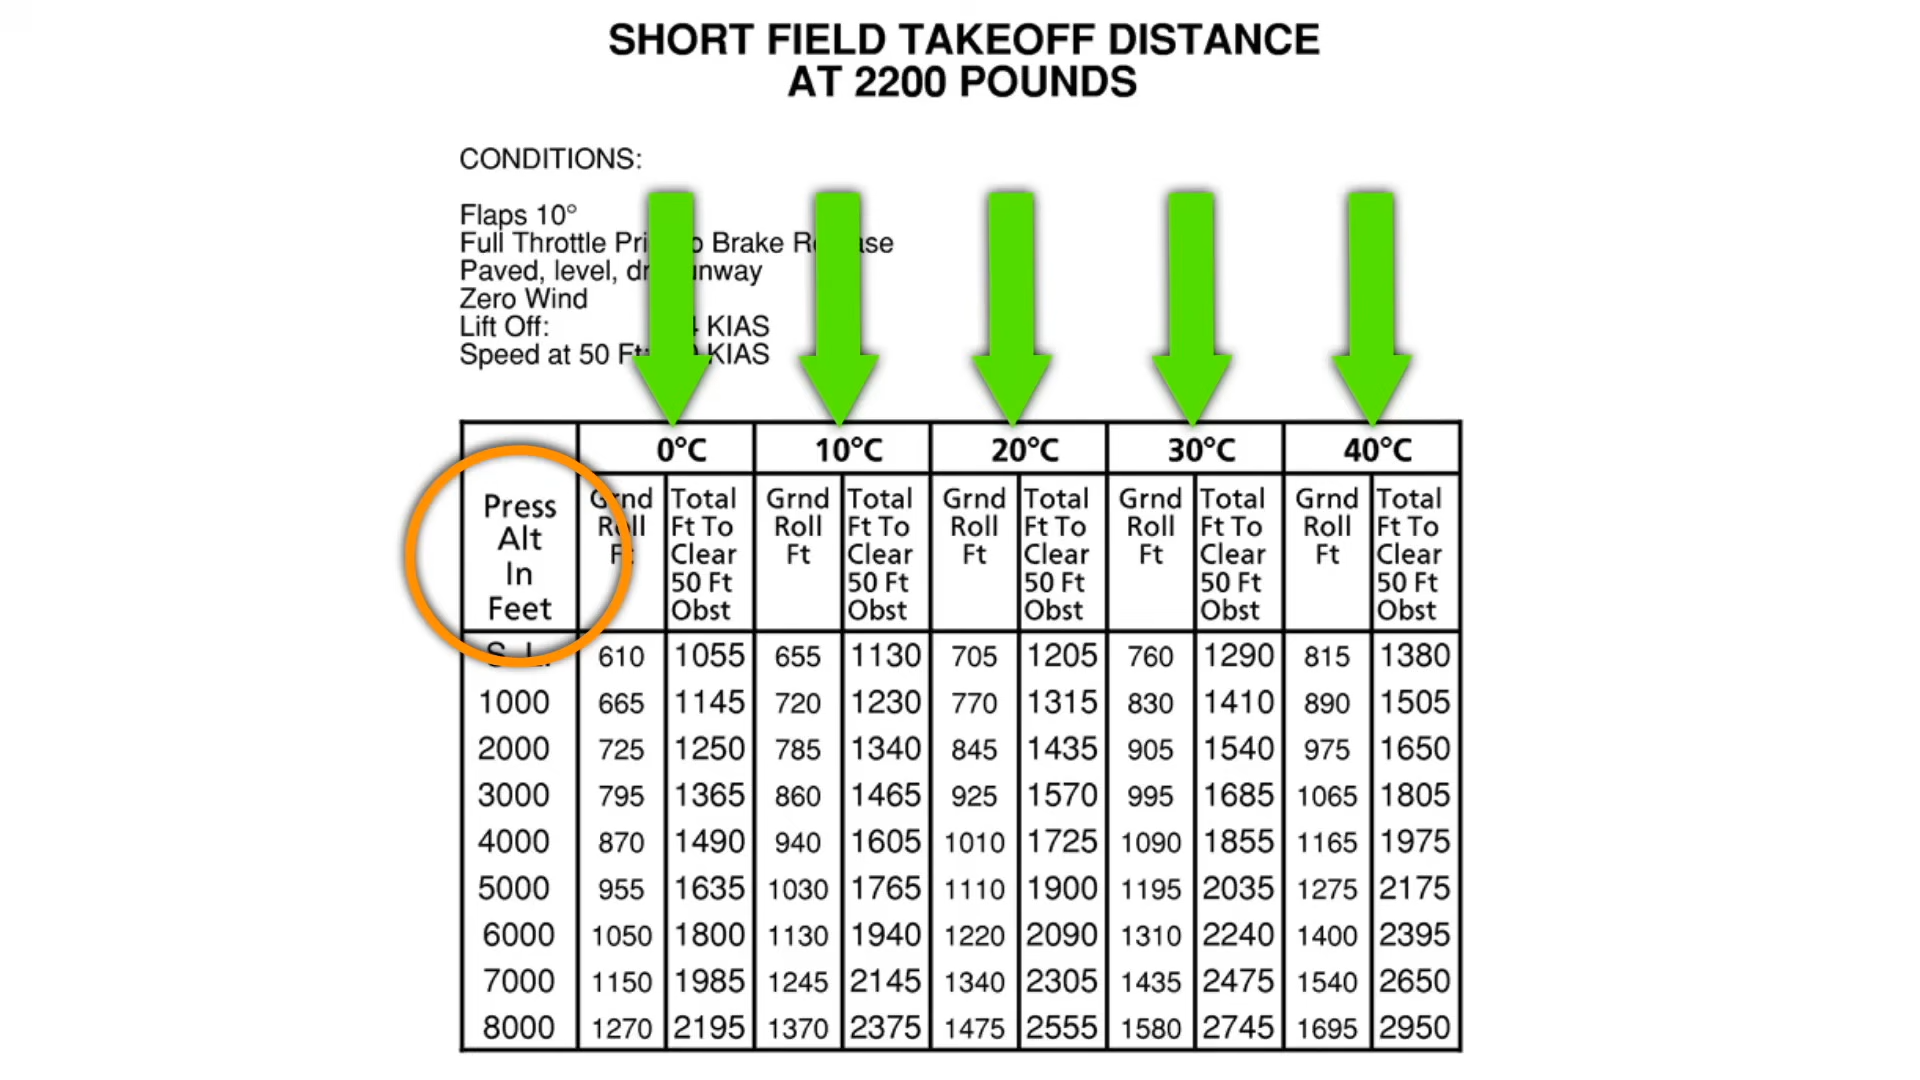 SHORT FIELD TAKEOFF DISTANCE
AT 2200 POUNDS
CONDITIONS:
Flaps 10°
Full Throttle Brake
Paved, level,
Zero Wind
Lift Off: KIAS
Speed at 50 KIAS
0°C 10°C 20°C 30°C 40°C
Press Alt In Feet Grnd Roll Ft Total Ft To Clear 50 Ft Obst Grnd Roll Ft Total Ft To Clear 50 Ft Obst Grnd Roll Ft Total Ft To Clear 50 Ft Obst Grnd Roll Ft Total Ft To Clear 50 Ft Obst Grnd Roll Ft Total Ft To Clear 50 Ft Obst
S. L. 610 1055 655 1130 705 1205 760 1290 815 1380
1000 665 1145 720 1230 770 1315 830 1410 890 1505
2000 725 1250 785 1340 845 1435 905 1540 975 1650
3000 795 1365 860 1465 925 1570 995 1685 1065 1805
4000 870 1490 940 1605 1010 1725 1090 1855 1165 1975
5000 955 1635 1030 1765 1110 1900 1195 2035 1275 2175
6000 1050 1800 1130 1940 1220 2090 1310 2240 1400 2395
7000 1150 1985 1245 2145 1340 2305 1435 2475 1540 2650
8000 1270 2195 1370 2375 1475 2555 1580 2745 1695 2950